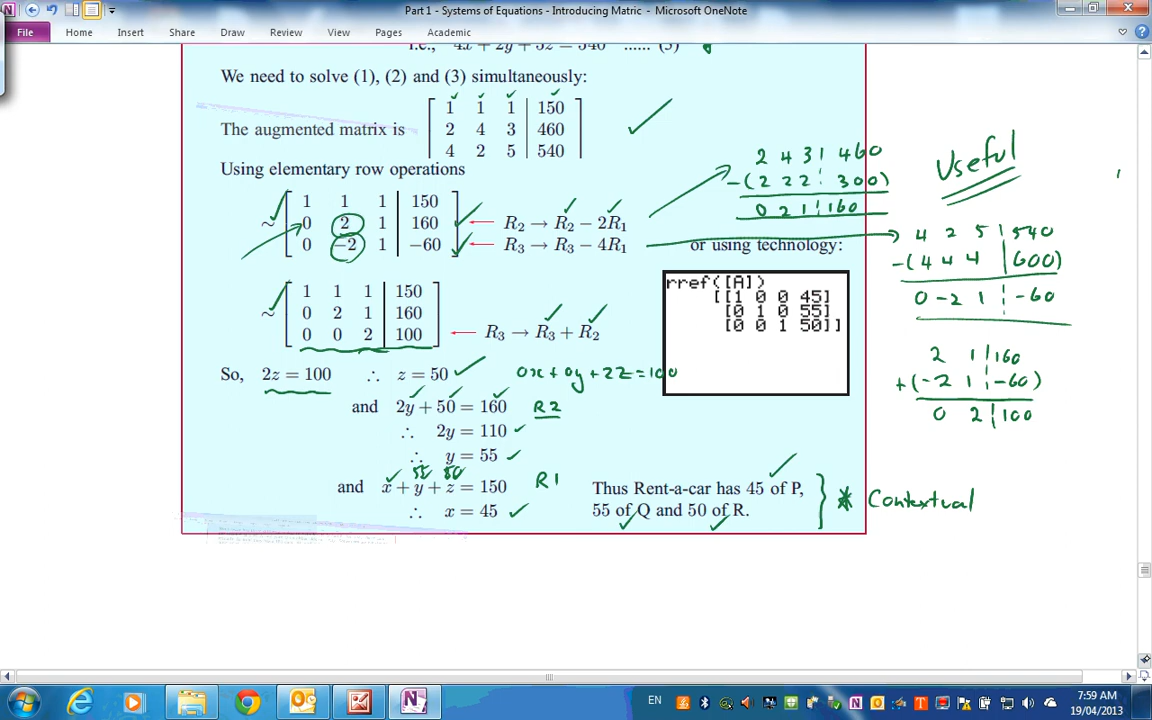 Part 1 - Systems of Equations - Introducing Matric - Microsoft OneNote
File Home Insert Share Draw Review View Pages Academic
i.e., 4x + 2y + 5z = 540 ...... (3)
We need to solve (1), (2) and (3) simultaneously:
1 1 1 | 150
The augmented matrix is 2 4 3 | 460
4 2 5 | 540
Using elementary row operations
1 1 1 | 150
~ 0 2 1 | 160 ← R₂ → R₂ − 2R₁
0 −2 1 | −60 ← R₃ → R₃ − 4R₁
or using technology:
1 1 1 | 150
~ 0 2 1 | 160
0 0 2 | 100 ← R₃ → R₃ + R₂
rref([A])
[[1 0 0 45]
[0 1 0 55]
[0 0 1 50]]
So, 2z = 100 ∴ z = 50 0x + 0y + 2z = 100
and 2y + 50 = 160 R2
∴ 2y = 110
∴ y = 55
55 50
and x + y + z = 150 R1
∴ x = 45
Thus Rent-a-car has 45 of P,
55 of Q and 50 of R.
* Contextual
2 4 3 | 460
-(2 2 2 | 300)
0 2 1 | 160
Useful
4 2 5 | 540
-(4 4 4 | 600)
0 -2 1 | -60
2 1 | 160
+(-2 1 | -60)
0 2 | 100
EN
7:59 AM
19/04/2013